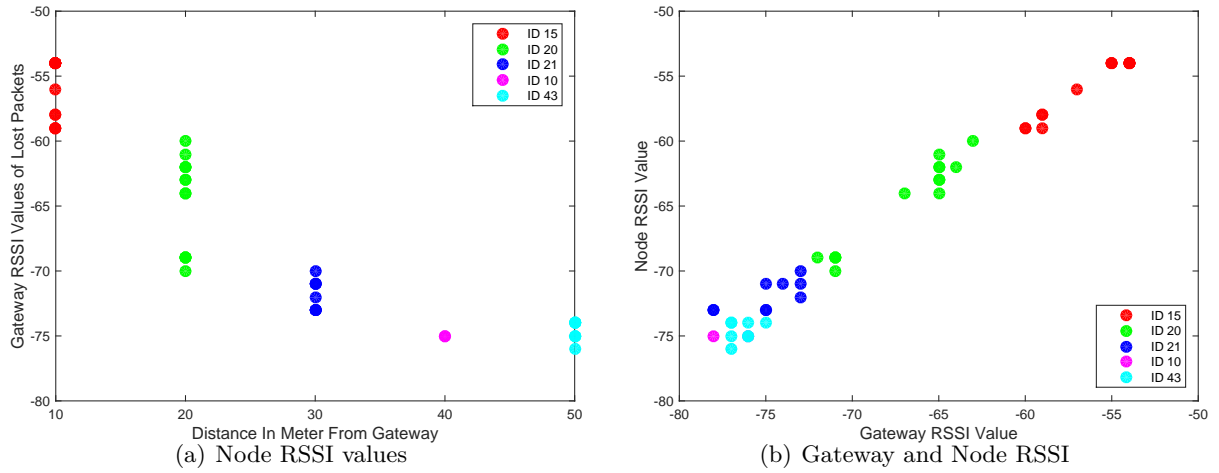 -50
-55
-60
-65
-70
-75
-80
10
20
30
40
50
Gateway RSSI Values of Lost Packets
Distance In Meter From Gateway
ID 15
ID 20
ID 21
ID 10
ID 43
(a) Node RSSI values
-50
-55
-60
-65
-70
-75
-80
-80
-75
-70
-65
-60
-55
-50
Node RSSI Value
Gateway RSSI Value
ID 15
ID 20
ID 21
ID 10
ID 43
(b) Gateway and Node RSSI